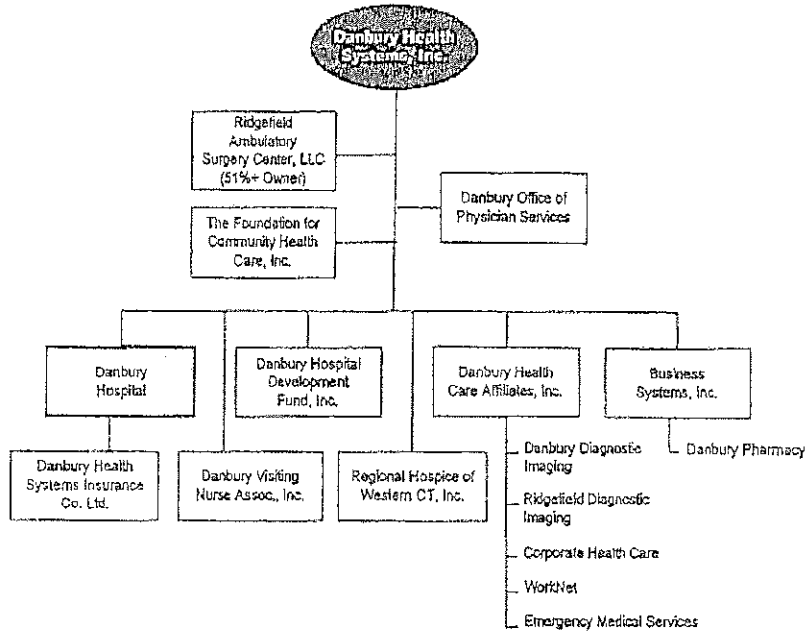 Danbury Health
Systems, Inc.
Ridgefield
Ambulatory
Surgery Center, LLC
(51%+ Owner)
Danbury Office of
Physician Services
The Foundation for
Community Health
Care, Inc.
Danbury
Hospital
Danbury Hospital
Development
Fund, Inc.
Danbury Health
Care Affiliates, Inc.
Business
Systems, Inc.
Danbury Health
Systems Insurance
Co. Ltd.
Danbury Visiting
Nurse Assoc., Inc.
Regional Hospice of
Western CT, Inc.
Danbury Diagnostic
Imaging
Ridgefield Diagnostic
Imaging
Corporate Health Care
WorkNet
Emergency Medical Services
Danbury Pharmacy